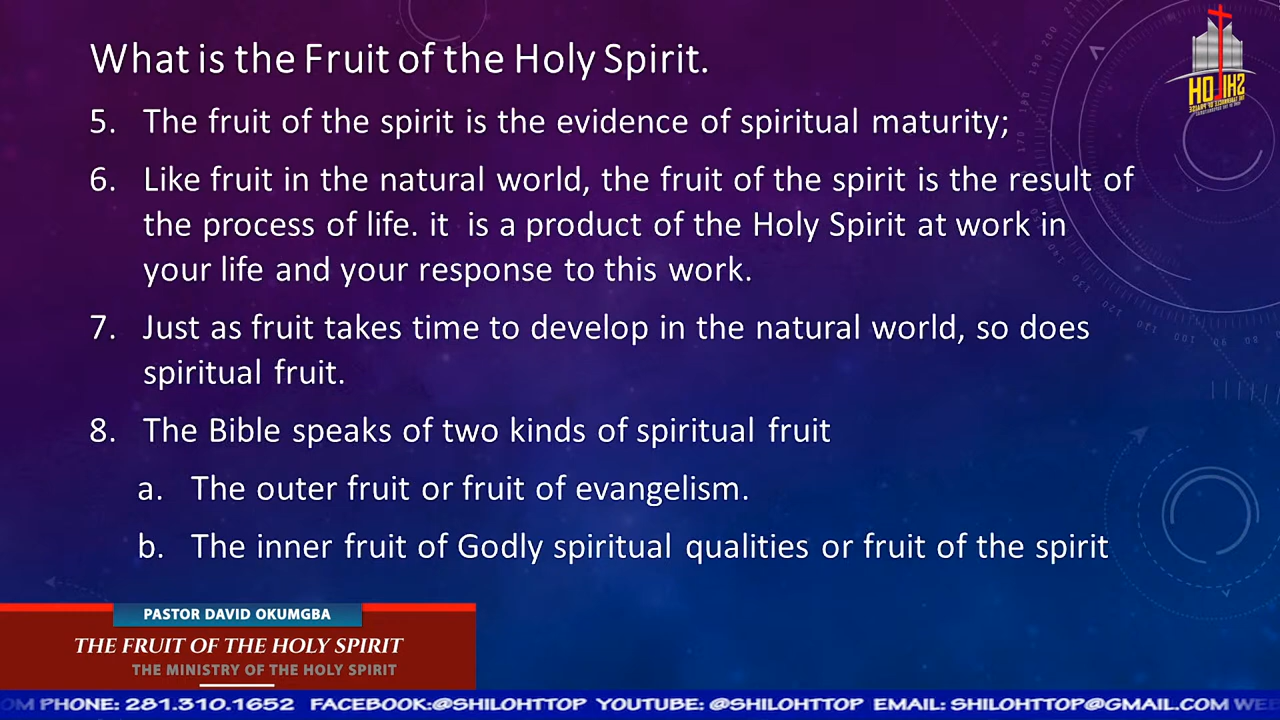 What is the Fruit of the Holy Spirit.
5. The fruit of the spirit is the evidence of spiritual maturity;
6. Like fruit in the natural world, the fruit of the spirit is the result of
the process of life. it is a product of the Holy Spirit at work in
your life and your response to this work.
7. Just as fruit takes time to develop in the natural world, so does
spiritual fruit.
8. The Bible speaks of two kinds of spiritual fruit
a. The outer fruit or fruit of evangelism.
b. The inner fruit of Godly spiritual qualities or fruit of the spirit
PASTOR DAVID OKUMGBA
THE FRUIT OF THE HOLY SPIRIT
THE MINISTRY OF THE HOLY SPIRIT
OM PHONE: 281.310.1652 FACEBOOK:@SHILOHTTOP YOUTUBE: @SHILOHTTOP EMAIL: SHILOHTTOP@GMAIL.COM WE